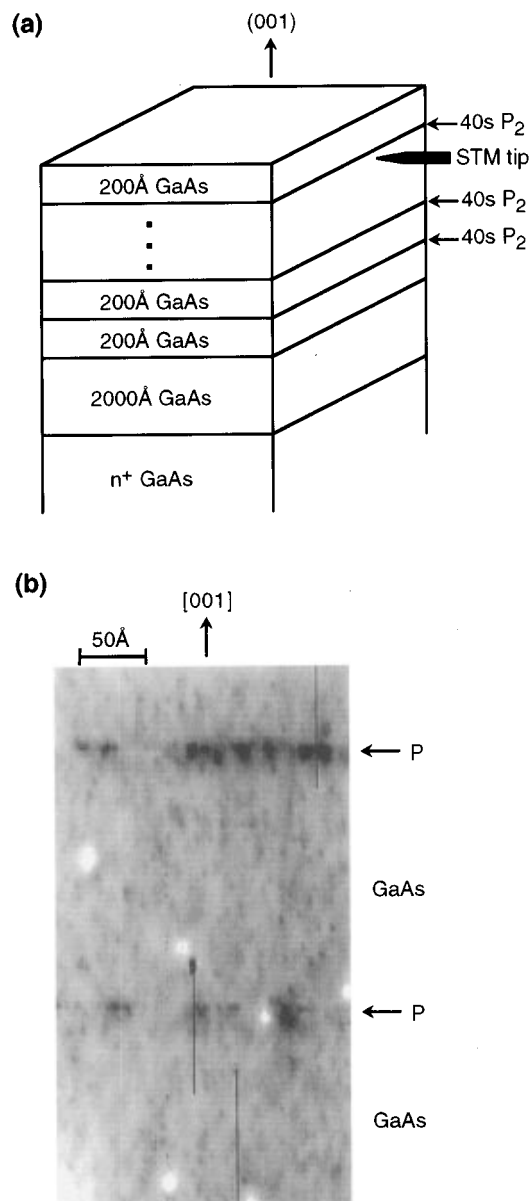 (a)
(001)
40s P2
STM tip
200Å GaAs
40s P2
40s P2
200Å GaAs
200Å GaAs
2000Å GaAs
n+ GaAs
(b)
[001]
50Å
P
GaAs
P
GaAs